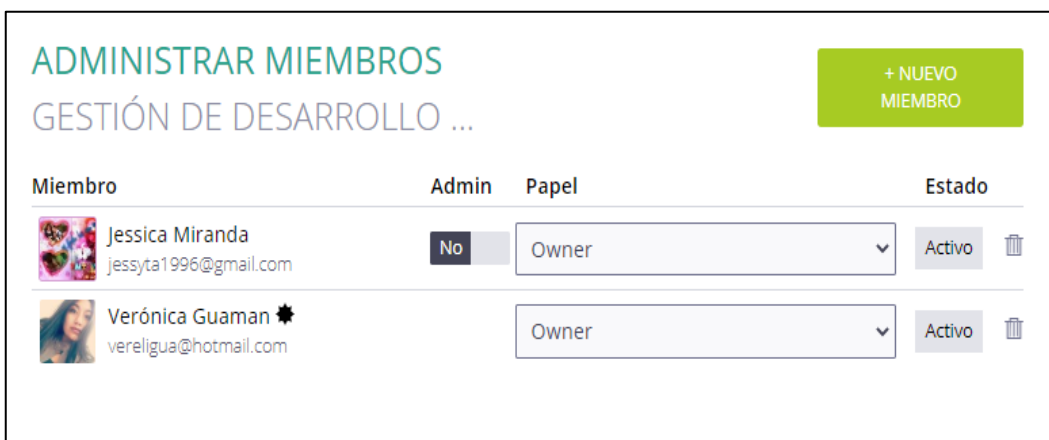 ADMINISTRAR MIEMBROS
GESTIÓN DE DESARROLLO ...
+ NUEVO
MIEMBRO
Miembro Admin Papel Estado
Jessica Miranda
jessyta1996@gmail.com
No
Owner
Activo
Verónica Guaman
vereligua@hotmail.com
Owner
Activo